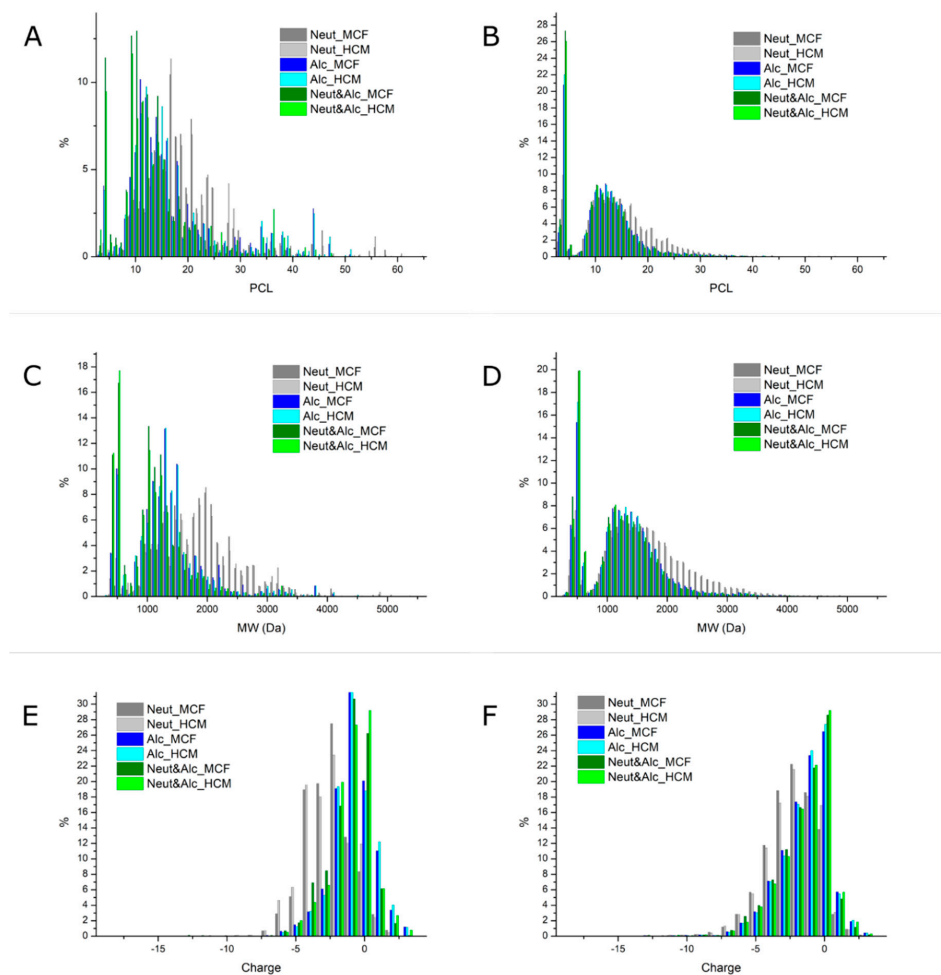 A
Neut_MCF
Neut_HCM
Alc_MCF
Alc_HCM
Neut&Alc_MCF
Neut&Alc_HCM
%
10
5
0
10 20 30 40 50 60
PCL
B
Neut_MCF
Neut_HCM
Alc_MCF
Alc_HCM
Neut&Alc_MCF
Neut&Alc_HCM
%
28
26
24
22
20
18
16
14
12
10
8
6
4
2
0
10 20 30 40 50 60
PCL
C
Neut_MCF
Neut_HCM
Alc_MCF
Alc_HCM
Neut&Alc_MCF
Neut&Alc_HCM
%
18
16
14
12
10
8
6
4
2
0
1000 2000 3000 4000 5000
MW (Da)
D
Neut_MCF
Neut_HCM
Alc_MCF
Alc_HCM
Neut&Alc_MCF
Neut&Alc_HCM
%
20
18
16
14
12
10
8
6
4
2
0
1000 2000 3000 4000 5000
MW (Da)
E
Neut_MCF
Neut_HCM
Alc_MCF
Alc_HCM
Neut&Alc_MCF
Neut&Alc_HCM
%
30
28
26
24
22
20
18
16
14
12
10
8
6
4
2
0
-15 -10 -5 0
Charge
F
Neut_MCF
Neut_HCM
Alc_MCF
Alc_HCM
Neut&Alc_MCF
Neut&Alc_HCM
%
30
28
26
24
22
20
18
16
14
12
10
8
6
4
2
0
-15 -10 -5 0
Charge